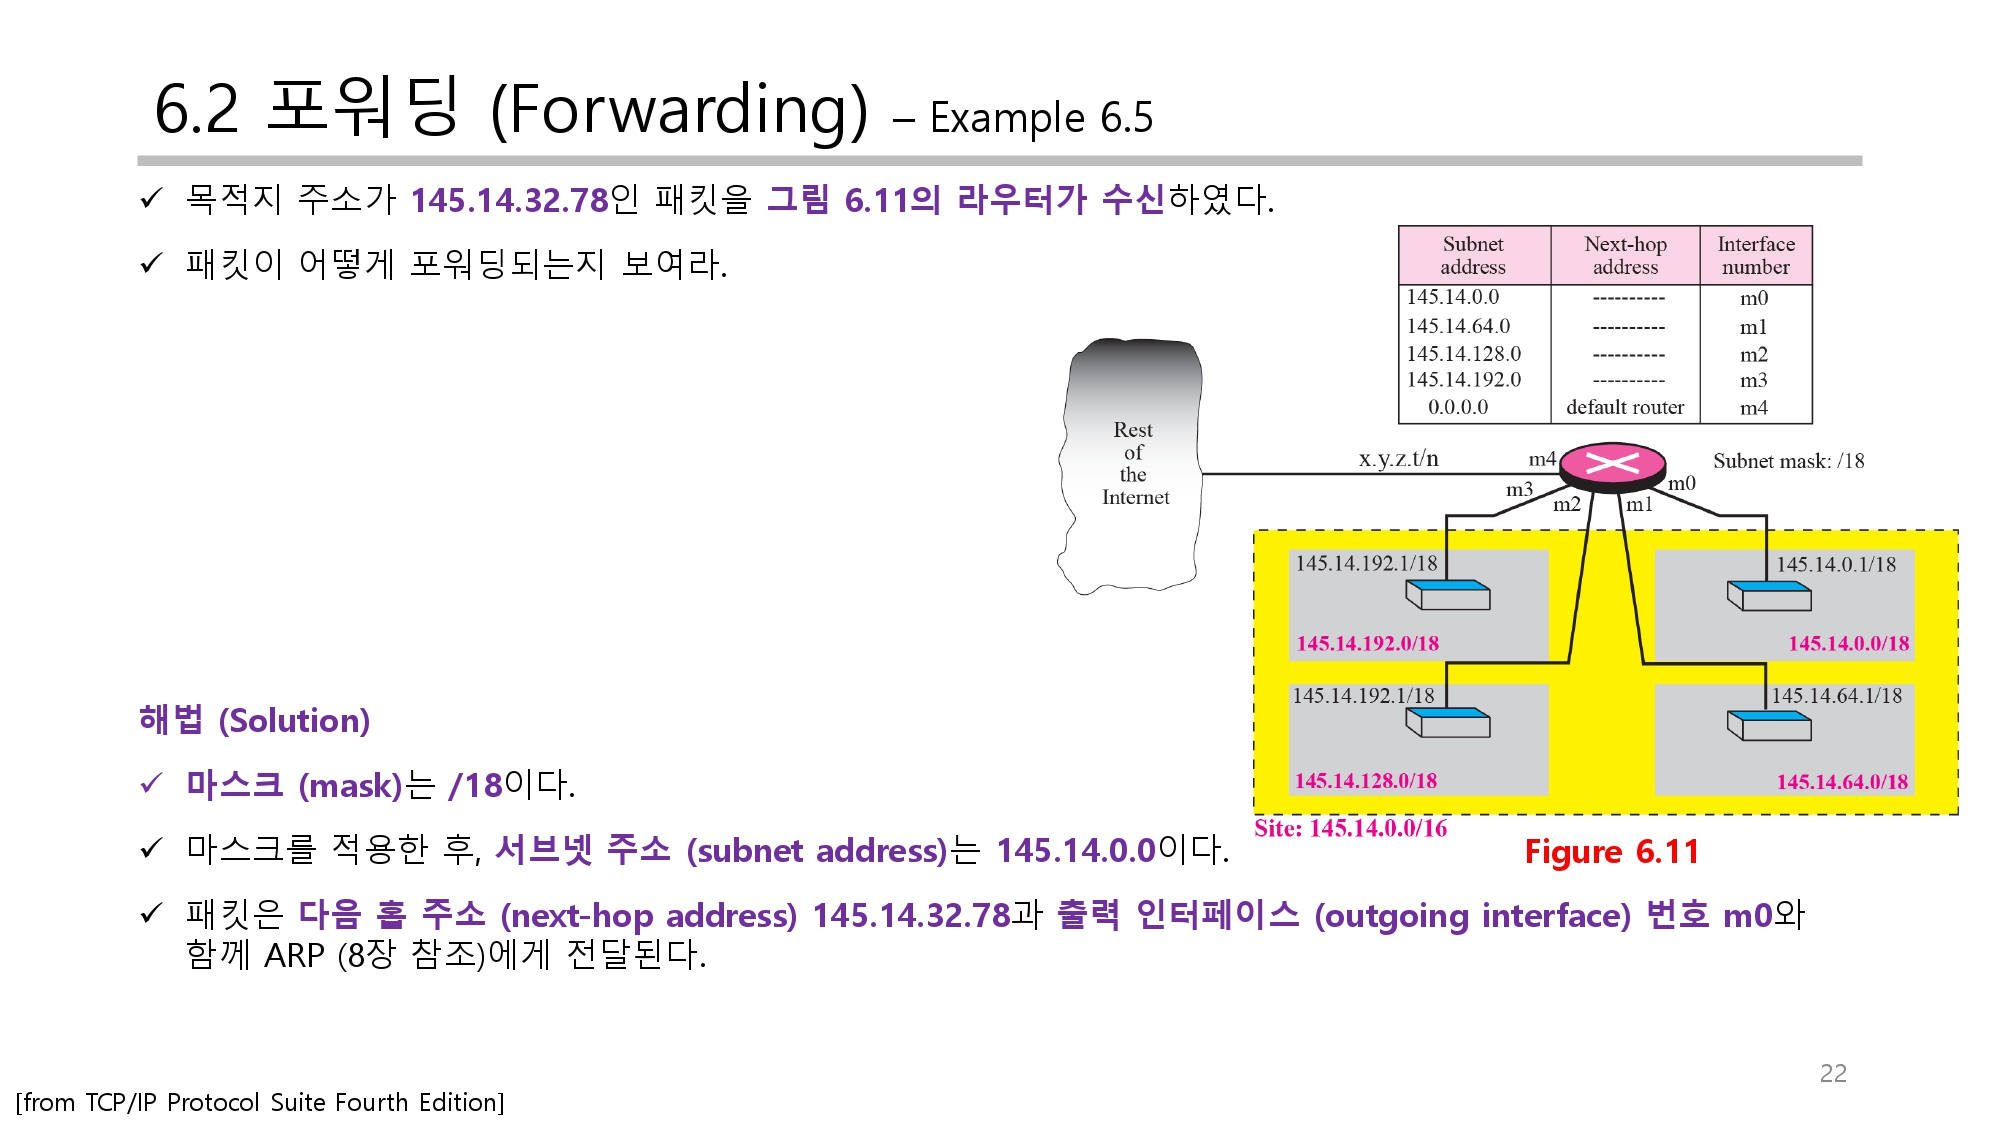 6.2 포워딩 (Forwarding) – Example 6.5
✓ 목적지 주소가 145.14.32.78인 패킷을 그림 6.11의 라우터가 수신하였다.
✓ 패킷이 어떻게 포워딩되는지 보여라.
Subnet address Next-hop address Interface number
145.14.0.0 ---------- m0
145.14.64.0 ---------- m1
145.14.128.0 ---------- m2
145.14.192.0 ---------- m3
0.0.0.0 default router m4
Rest
of
the
Internet
x.y.z.t/n
m4
Subnet mask: /18
m3
m2
m1
m0
145.14.192.1/18
145.14.0.1/18
145.14.192.0/18
145.14.0.0/18
145.14.192.1/18
145.14.64.1/18
145.14.128.0/18
145.14.64.0/18
Site: 145.14.0.0/16
Figure 6.11
해법 (Solution)
✓ 마스크 (mask)는 /18이다.
✓ 마스크를 적용한 후, 서브넷 주소 (subnet address)는 145.14.0.0이다.
✓ 패킷은 다음 홉 주소 (next-hop address) 145.14.32.78과 출력 인터페이스 (outgoing interface) 번호 m0와
함께 ARP (8장 참조)에게 전달된다.
22
[from TCP/IP Protocol Suite Fourth Edition]